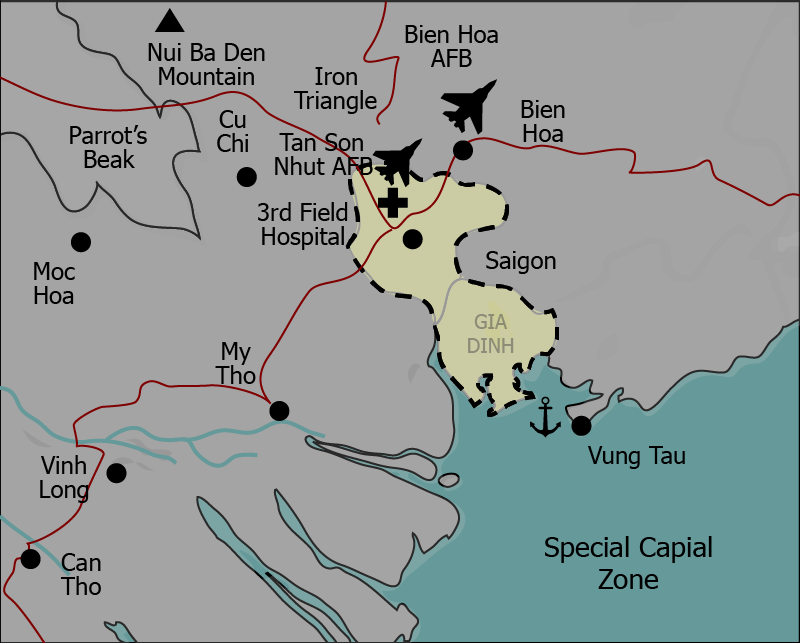 Nui Ba Den
Mountain
Bien Hoa
AFB
Iron
Triangle
Cu
Chi
Bien
Hoa
Parrot's
Beak
Tan Son
Nhut AFB
3rd Field
Hospital
Moc
Hoa
Saigon
GIA
DINH
My
Tho
Vung Tau
Vinh
Long
Special Capial
Zone
Can
Tho